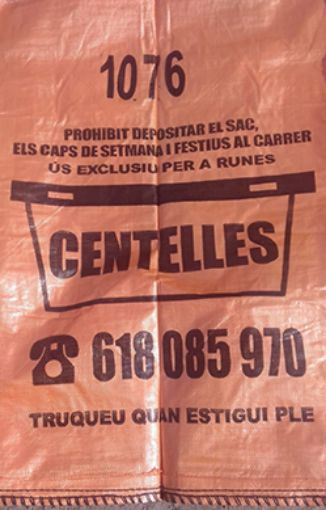 1076
PROHIBIT DEPOSITAR EL SAC,
ELS CAPS DE SETMANA I FESTIUS AL CARRER
ÚS EXCLUSIU PER A RUNES
CENTELLES
618 085 970
TRUQUEU QUAN ESTIGUI PLE